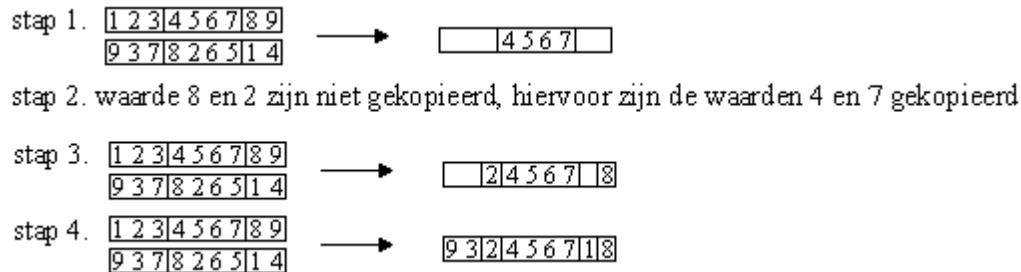 stap 1. 1 2 3|4 5 6 7|8 9
9 3 7|8 2 6 5|1 4
|4 5 6 7|
stap 2. waarde 8 en 2 zijn niet gekopieerd, hiervoor zijn de waarden 4 en 7 gekopieerd
stap 3. 1 2 3|4 5 6 7|8 9
9 3 7|8 2 6 5|1 4
|2|4 5 6 7| |8
stap 4. 1 2 3|4 5 6 7|8 9
9 3 7|8 2 6 5|1 4
9 3|2|4 5 6 7|1|8